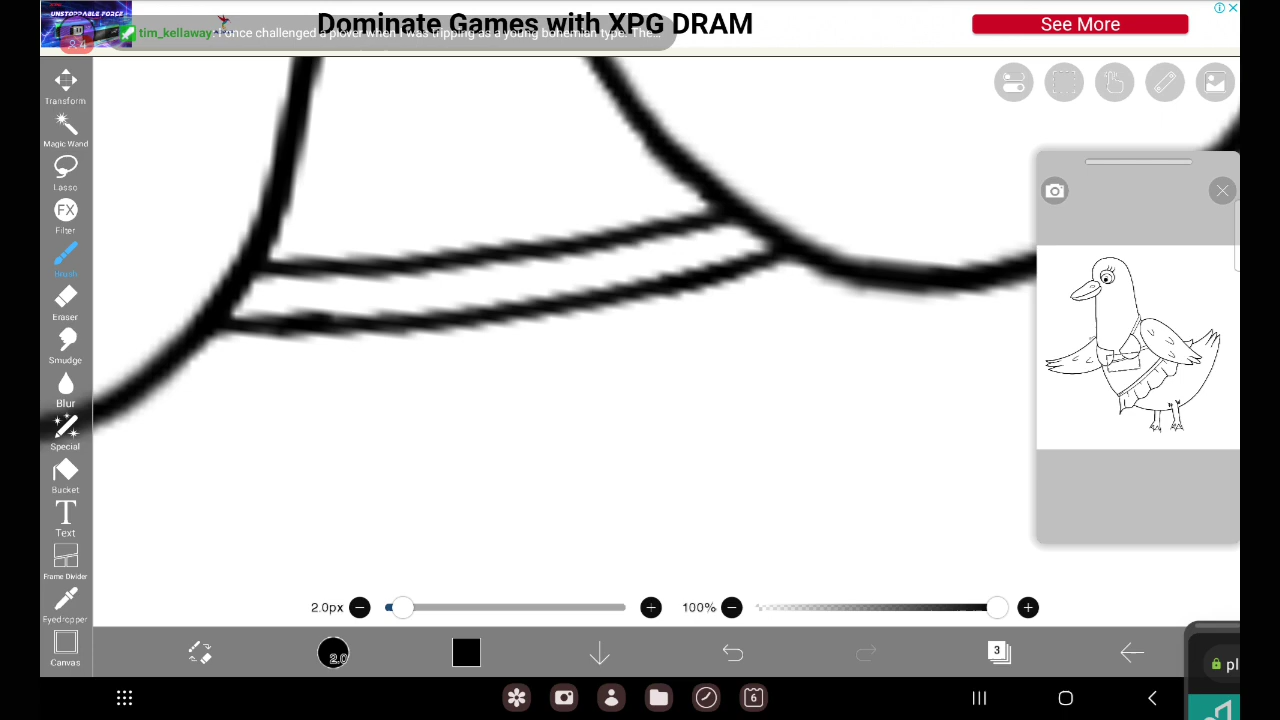 UNSTOPPABLE FORCE
Dominate Games with XPG DRAM
See More
4
tim_kellaway: I once challenged a plover when I was tripping as a young bohemian type. The…
Transform
Magic Wand
Lasso
FX
Filter
Brush
Eraser
Smudge
Blur
Special
Bucket
T
Text
Frame Divider
Eyedropper
Canvas
2.0px
100%
2.0
3
pl
6